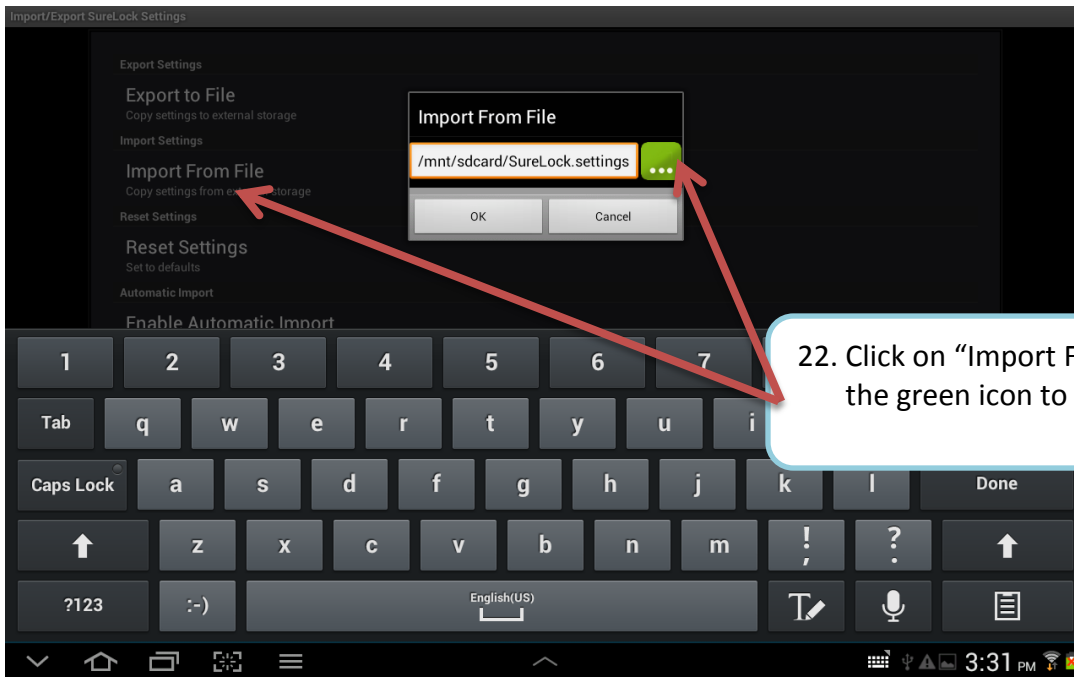 Import/Export SureLock Settings
Export Settings
Export to File
Copy settings to external storage
Import Settings
Import From File
Copy settings from external storage
Reset Settings
Reset Settings
Set to defaults
Automatic Import
Enable Automatic Import
Import From File
/mnt/sdcard/SureLock.settings
...
OK Cancel
22. Click on “Import F
the green icon to
1 2 3 4 5 6 7
Tab q w e r t y u i
Caps Lock a s d f g h j k l Done
z x c v b n m ! , ? .
?123 :-) English(US) T
3:31 PM